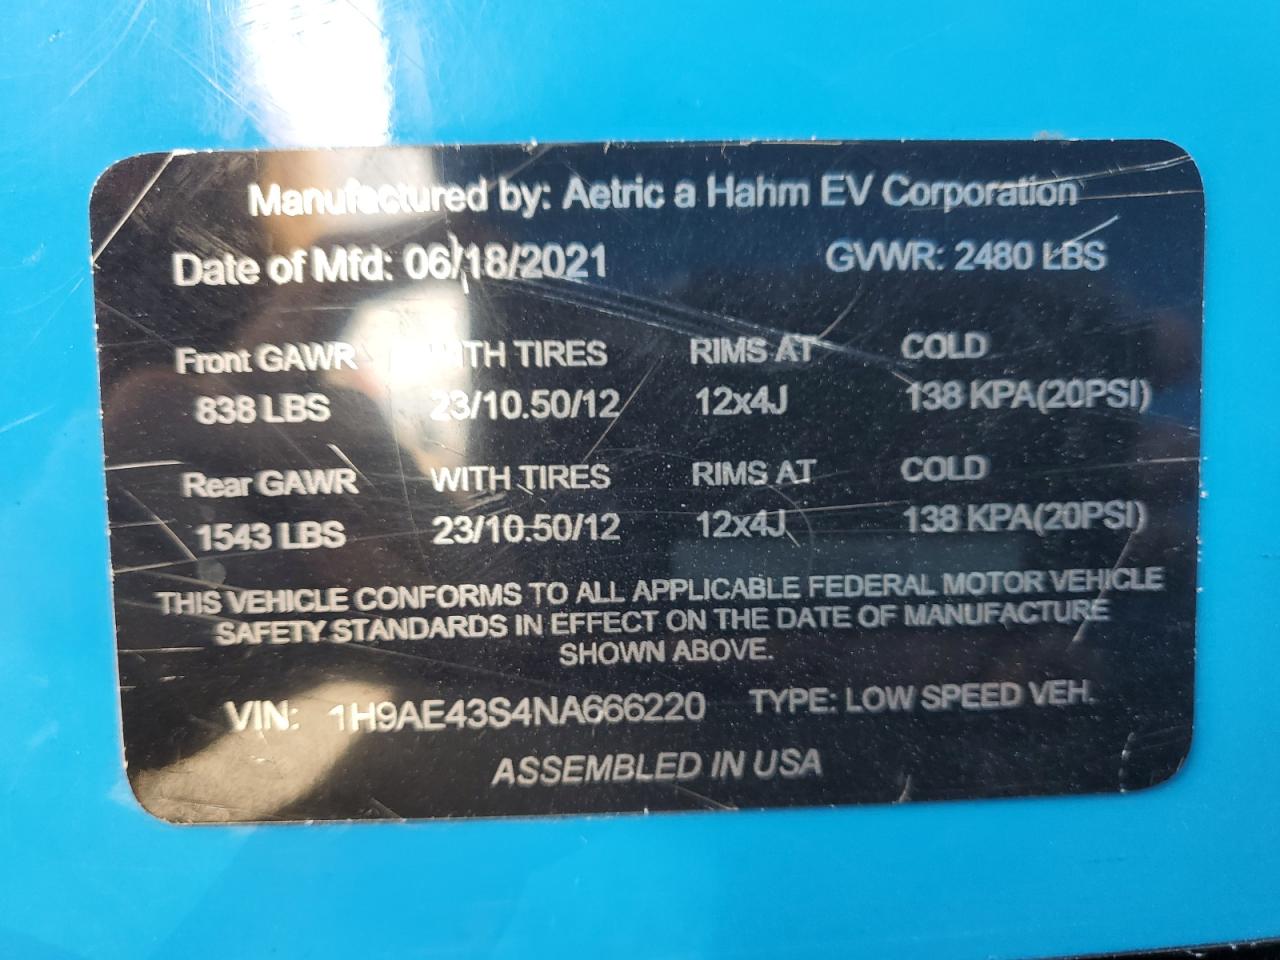 Manufactured by: Aetric a Hahm EV Corporation
Date of Mfd: 06/18/2021 GVWR: 2480 LBS
Front GAWR WITH TIRES RIMS AT COLD
838 LBS 23/10.50/12 12x4J 138 KPA(20PSI)
Rear GAWR WITH TIRES RIMS AT COLD
1543 LBS 23/10.50/12 12x4J 138 KPA(20PSI)
THIS VEHICLE CONFORMS TO ALL APPLICABLE FEDERAL MOTOR VEHICLE
SAFETY STANDARDS IN EFFECT ON THE DATE OF MANUFACTURE
SHOWN ABOVE.
VIN: 1H9AE43S4NA666220 TYPE: LOW SPEED VEH.
ASSEMBLED IN USA